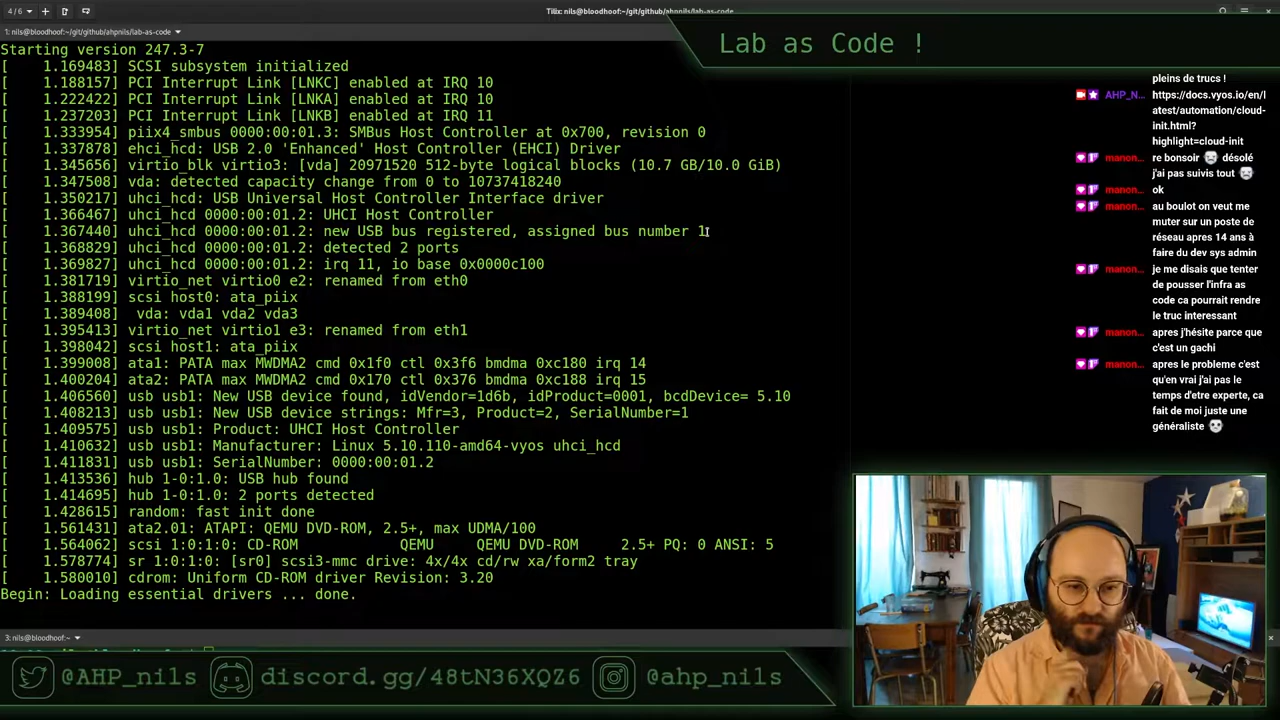 4/6
Tilix: nils@bloodhoof:~/git/github/ahpnils/lab-as-code
1: nils@bloodhoof:~/git/github/ahpnils/lab-as-code
Starting version 247.3-7
[    1.169483] SCSI subsystem initialized
[    1.188157] PCI Interrupt Link [LNKC] enabled at IRQ 10
[    1.222422] PCI Interrupt Link [LNKA] enabled at IRQ 10
[    1.237203] PCI Interrupt Link [LNKB] enabled at IRQ 11
[    1.333954] piix4_smbus 0000:00:01.3: SMBus Host Controller at 0x700, revision 0
[    1.337878] ehci_hcd: USB 2.0 'Enhanced' Host Controller (EHCI) Driver
[    1.345656] virtio_blk virtio3: [vda] 20971520 512-byte logical blocks (10.7 GB/10.0 GiB)
[    1.347508] vda: detected capacity change from 0 to 10737418240
[    1.350217] uhci_hcd: USB Universal Host Controller Interface driver
[    1.366467] uhci_hcd 0000:00:01.2: UHCI Host Controller
[    1.367440] uhci_hcd 0000:00:01.2: new USB bus registered, assigned bus number 1
[    1.368829] uhci_hcd 0000:00:01.2: detected 2 ports
[    1.369827] uhci_hcd 0000:00:01.2: irq 11, io base 0x0000c100
[    1.381719] virtio_net virtio0 e2: renamed from eth0
[    1.388199] scsi host0: ata_piix
[    1.389408]  vda: vda1 vda2 vda3
[    1.395413] virtio_net virtio1 e3: renamed from eth1
[    1.398042] scsi host1: ata_piix
[    1.399008] ata1: PATA max MWDMA2 cmd 0x1f0 ctl 0x3f6 bmdma 0xc180 irq 14
[    1.400204] ata2: PATA max MWDMA2 cmd 0x170 ctl 0x376 bmdma 0xc188 irq 15
[    1.406560] usb usb1: New USB device found, idVendor=1d6b, idProduct=0001, bcdDevice= 5.10
[    1.408213] usb usb1: New USB device strings: Mfr=3, Product=2, SerialNumber=1
[    1.409575] usb usb1: Product: UHCI Host Controller
[    1.410632] usb usb1: Manufacturer: Linux 5.10.110-amd64-vyos uhci_hcd
[    1.411831] usb usb1: SerialNumber: 0000:00:01.2
[    1.413536] hub 1-0:1.0: USB hub found
[    1.414695] hub 1-0:1.0: 2 ports detected
[    1.428615] random: fast init done
[    1.561431] ata2.01: ATAPI: QEMU DVD-ROM, 2.5+, max UDMA/100
[    1.564062] scsi 1:0:1:0: CD-ROM            QEMU     QEMU DVD-ROM     2.5+ PQ: 0 ANSI: 5
[    1.578774] sr 1:0:1:0: [sr0] scsi3-mmc drive: 4x/4x cd/rw xa/form2 tray
[    1.580010] cdrom: Uniform CD-ROM driver Revision: 3.20
Begin: Loading essential drivers ... done.
3: nils@bloodhoof:~
Lab as Code !
pleins de trucs !
AHP_N... https://docs.vyos.io/en/l
atest/automation/cloud-
init.html?
highlight=cloud-init
manon... re bonsoir désolé
j'ai pas suivis tout
manon... ok
manon... au boulot on veut me
muter sur un poste de
réseau apres 14 ans à
faire du dev sys admin
manon... je me disais que tenter
de pousser l'infra as
code ca pourrait rendre
le truc interessant
manon... apres j'hésite parce que
c'est un gachi
manon... apres le probleme c'est
qu'en vrai j'ai pas le
temps d'etre experte, ca
fait de moi juste une
généraliste
@AHP_nils
discord.gg/48tN36XQZ6
@ahp_nils